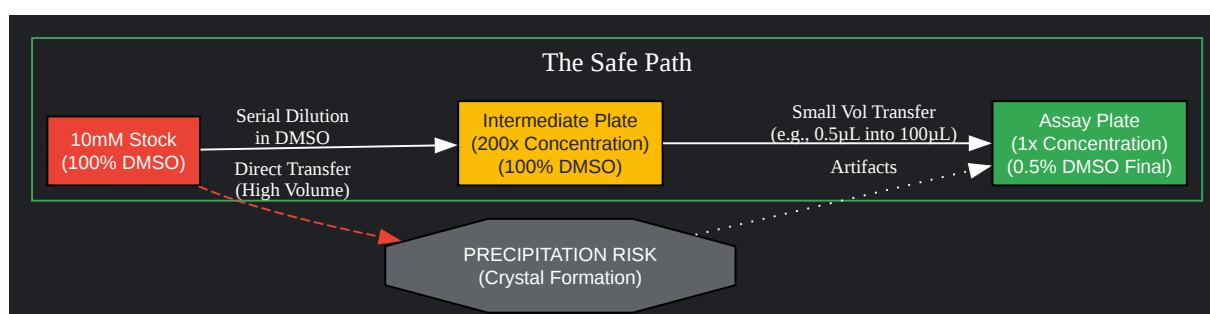 The Safe Path
10mM Stock
(100% DMSO)
Serial Dilution
in DMSO
Direct Transfer
(High Volume)
Intermediate Plate
(200x Concentration)
(100% DMSO)
Small Vol Transfer
(e.g., 0.5µL into 100µL)
Artifacts
Assay Plate
(1x Concentration)
(0.5% DMSO Final)
PRECIPITATION RISK
(Crystal Formation)